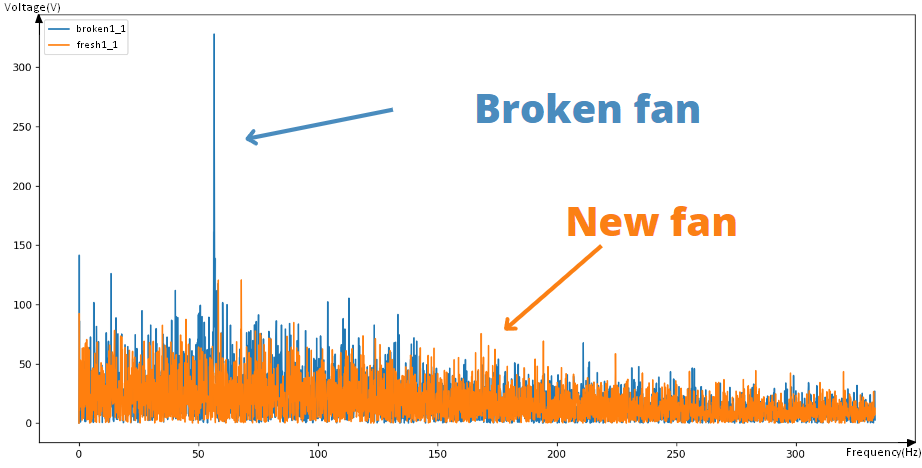 Voltage(V)
broken1_1
fresh1_1
300
250
200
150
100
50
0
Broken fan
New fan
0 50 100 150 200 250 300
Frequency(Hz)